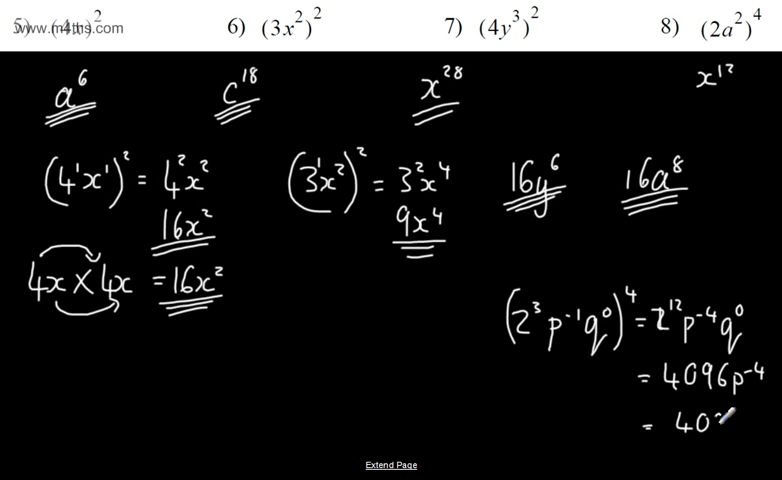 5) (4x)² www.m4ths.com 6) (3x²)² 7) (4y³)² 8) (2a²)⁴
a⁶ c¹⁸ x²⁸ x¹²
(4¹x¹)² = 4²x² (3¹x²)² = 3²x⁴ 16y⁶ 16a⁸
16x² 9x⁴
4x × 4x = 16x²
(2³p⁻¹q⁰)⁴ = 2¹²p⁻⁴q⁰
= 4096p⁻⁴
= 40
Extend Page